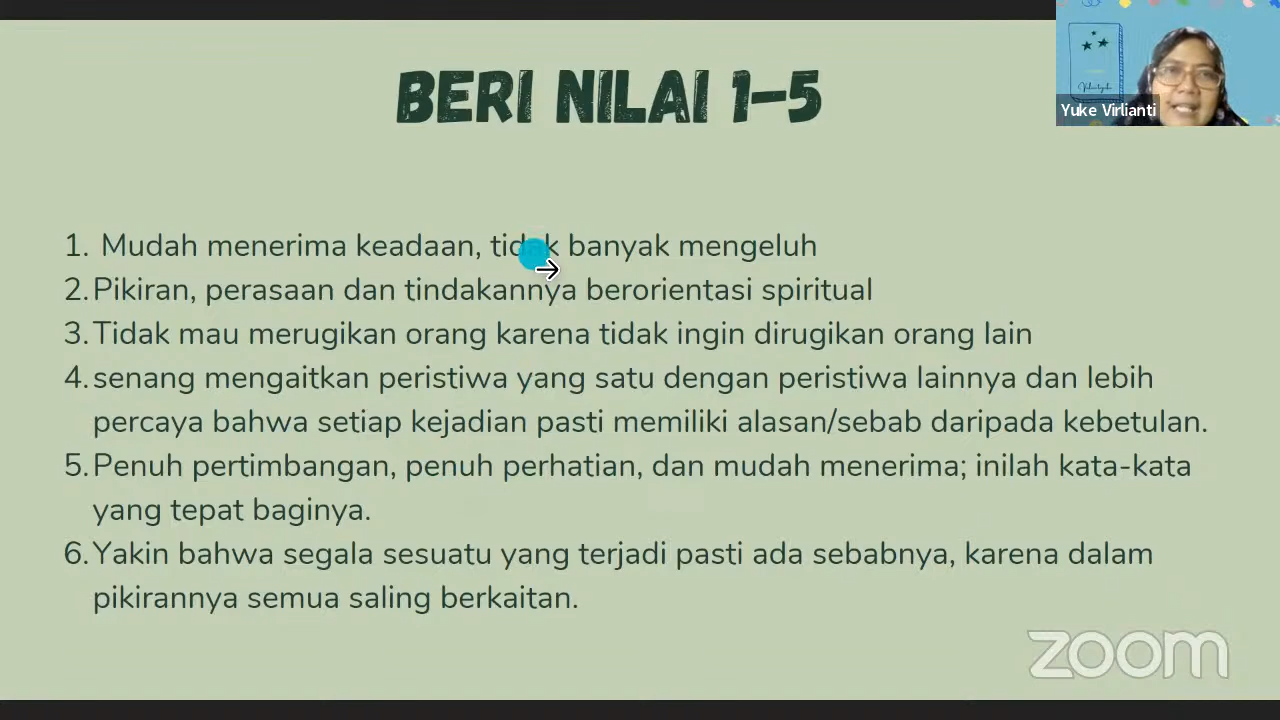 BERI NILAI 1–5
Yuke Virlianti
1. Mudah menerima keadaan, tidak banyak mengeluh
2. Pikiran, perasaan dan tindakannya berorientasi spiritual
3. Tidak mau merugikan orang karena tidak ingin dirugikan orang lain
4. senang mengaitkan peristiwa yang satu dengan peristiwa lainnya dan lebih
percaya bahwa setiap kejadian pasti memiliki alasan/sebab daripada kebetulan.
5. Penuh pertimbangan, penuh perhatian, dan mudah menerima; inilah kata-kata
yang tepat baginya.
6. Yakin bahwa segala sesuatu yang terjadi pasti ada sebabnya, karena dalam
pikirannya semua saling berkaitan.
zoom